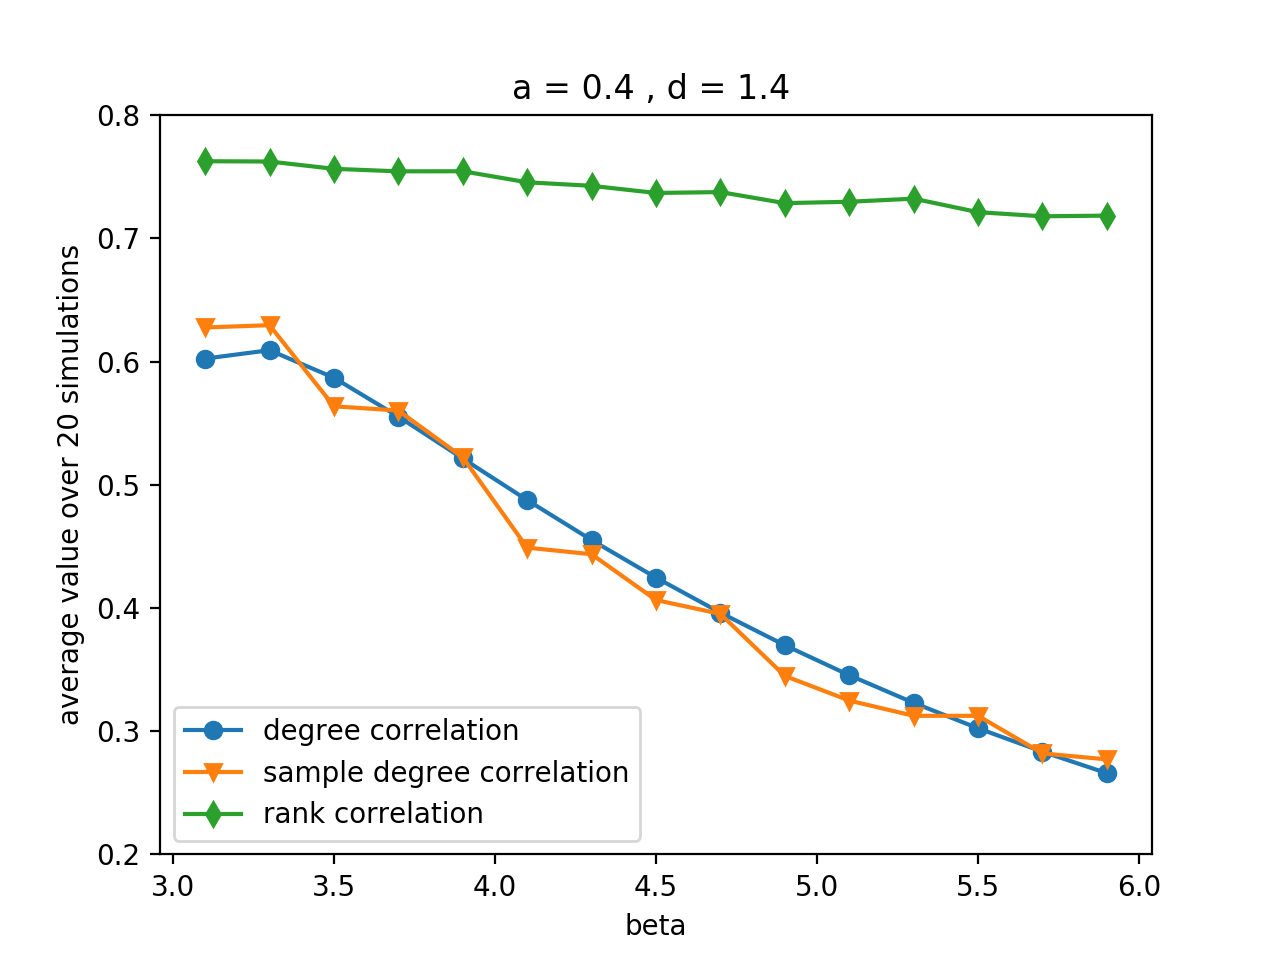 a = 0.4 , d = 1.4
0.8
0.7
0.6
0.5
0.4
0.3
0.2
average value over 20 simulations
degree correlation
sample degree correlation
rank correlation
3.0 3.5 4.0 4.5 5.0 5.5 6.0
beta